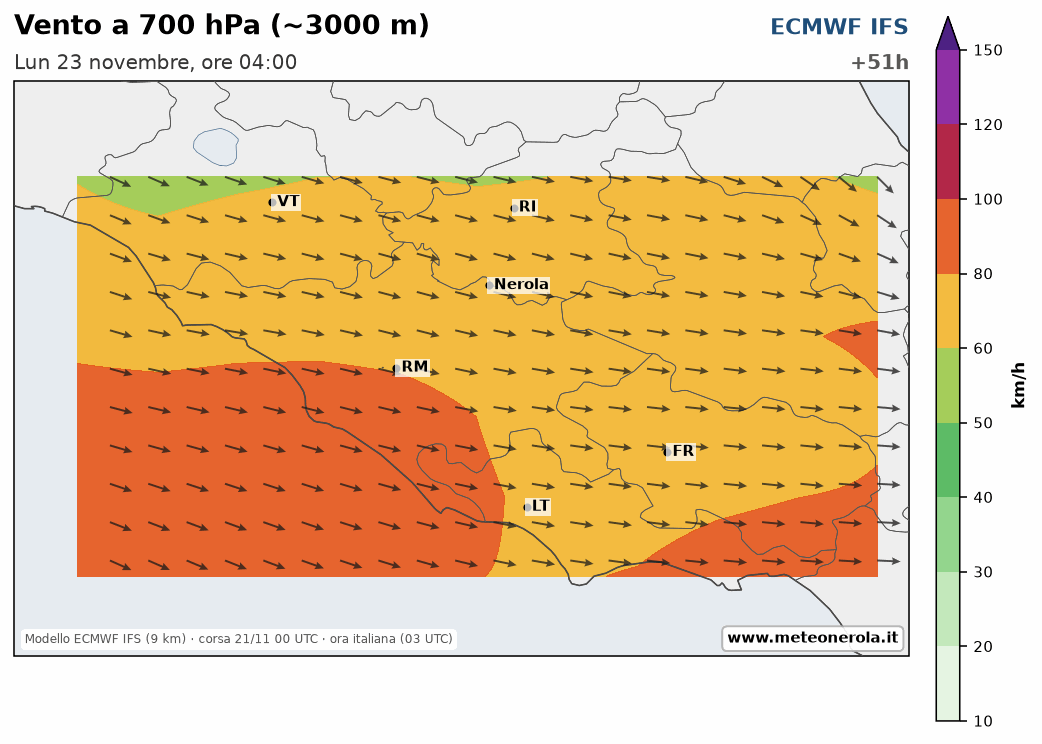 Vento a 700 hPa (~3000 m)
ECMWF IFS
Lun 23 novembre, ore 04:00
+51h
VT
RI
Nerola
RM
FR
LT
150
120
100
80
60
50
40
30
20
10
km/h
Modello ECMWF IFS (9 km) · corsa 21/11 00 UTC · ora italiana (03 UTC)
www.meteonerola.it